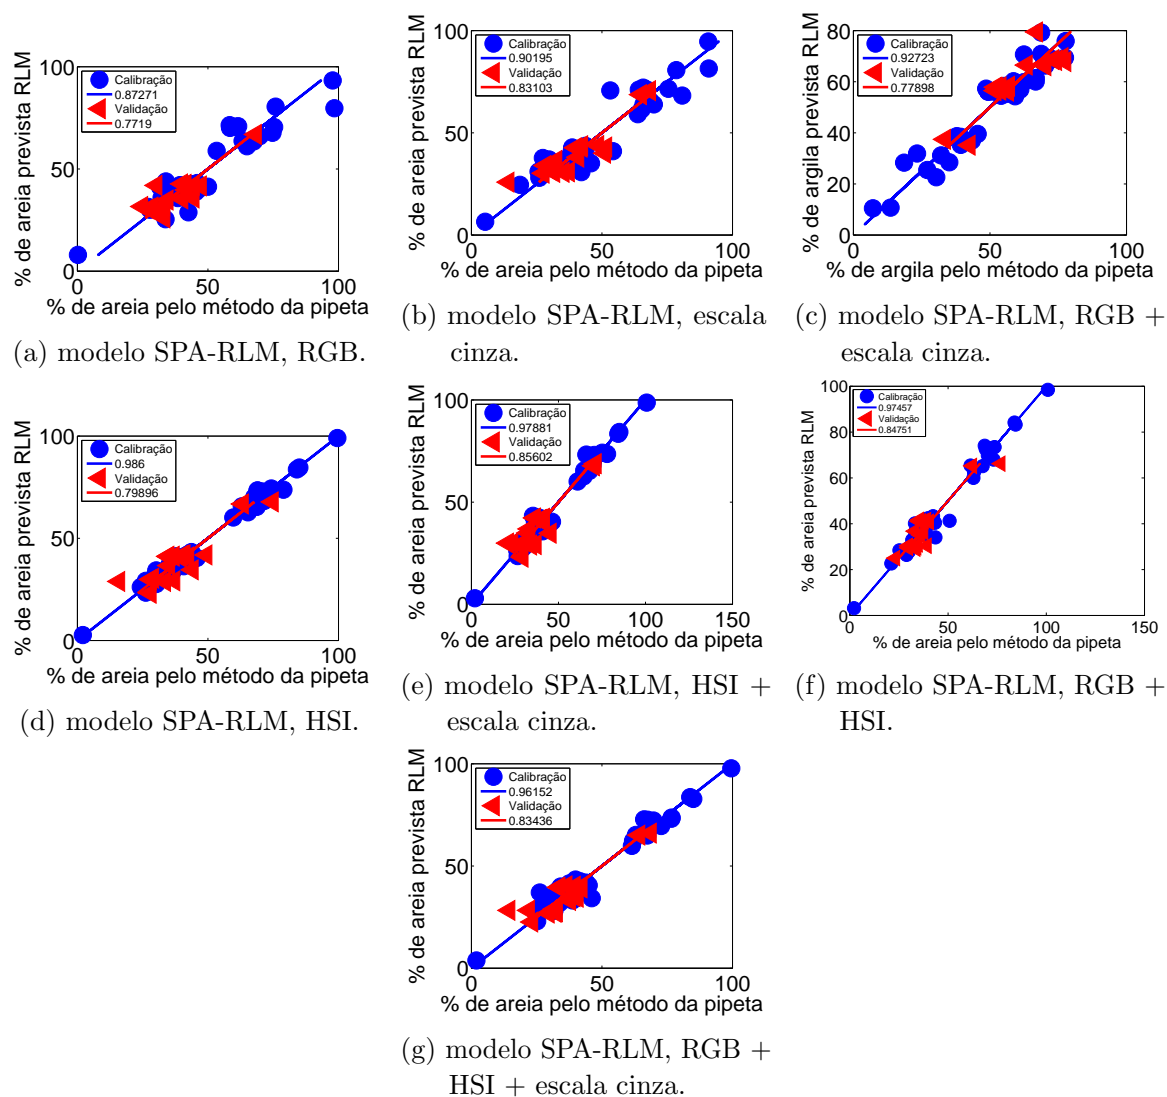 % de areia prevista RLM
100
50
0
0
50
100
Calibração
0.87271
Validação
0.7719
% de areia pelo método da pipeta
(a) modelo SPA-RLM, RGB.
% de areia prevista RLM
100
50
0
0
50
100
Calibração
0.90195
Validação
0.83103
% de areia pelo método da pipeta
(b) modelo SPA-RLM, escala
cinza.
% de argila prevista RLM
80
60
40
20
0
0
50
100
Calibração
0.92723
Validação
0.77898
% de argila pelo método da pipeta
(c) modelo SPA-RLM, RGB +
escala cinza.
% de areia prevista RLM
100
50
0
0
50
100
Calibração
0.986
Validação
0.79896
% de areia pelo método da pipeta
(d) modelo SPA-RLM, HSI.
% de areia prevista RLM
100
50
0
0
50
100
150
Calibração
0.97881
Validação
0.85602
% de areia pelo método da pipeta
(e) modelo SPA-RLM, HSI +
escala cinza.
% de areia prevista RLM
100
80
60
40
20
0
0
50
100
150
Calibração
0.97457
Validação
0.84751
% de areia pelo método da pipeta
(f) modelo SPA-RLM, RGB +
HSI.
% de areia prevista RLM
100
50
0
0
50
100
Calibração
0.96152
Validação
0.83436
% de areia pelo método da pipeta
(g) modelo SPA-RLM, RGB +
HSI + escala cinza.